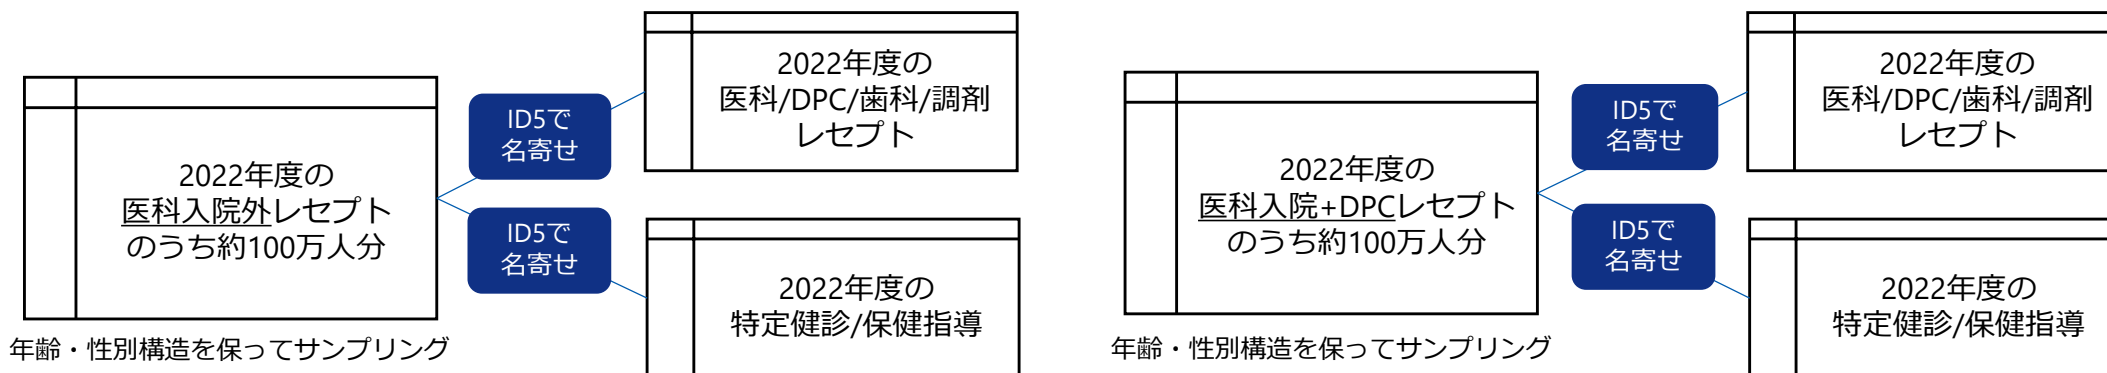 2022年度の
医科入院外レセプト
のうち約100万人分
年齢・性別構造を保ってサンプリング
ID5で
名寄せ
2022年度の
医科/DPC/歯科/調剤
レセプト
ID5で
名寄せ
2022年度の
特定健診/保健指導
2022年度の
医科入院+DPCレセプト
のうち約100万人分
年齢・性別構造を保ってサンプリング
ID5で
名寄せ
2022年度の
医科/DPC/歯科/調剤
レセプト
ID5で
名寄せ
2022年度の
特定健診/保健指導